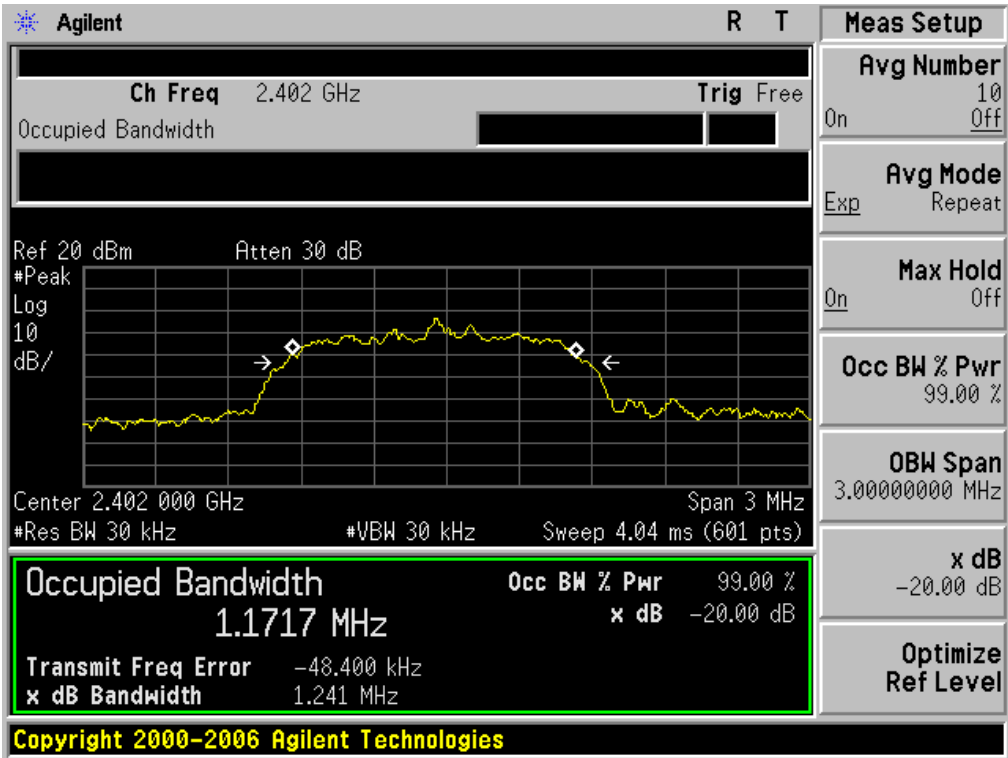 Agilent R T
Ch Freq 2.402 GHz Trig Free
Occupied Bandwidth
Ref 20 dBm Atten 30 dB
#Peak
Log
10
dB/
Center 2.402 000 GHz Span 3 MHz
#Res BW 30 kHz #VBW 30 kHz Sweep 4.04 ms (601 pts)
Occupied Bandwidth Occ BW % Pwr 99.00 %
1.1717 MHz x dB -20.00 dB
Transmit Freq Error -48.400 kHz
x dB Bandwidth 1.241 MHz
Copyright 2000-2006 Agilent Technologies
Meas Setup
Avg Number
10
On Off
Avg Mode
Exp Repeat
Max Hold
On Off
Occ BW % Pwr
99.00 %
OBW Span
3.00000000 MHz
x dB
-20.00 dB
Optimize
Ref Level